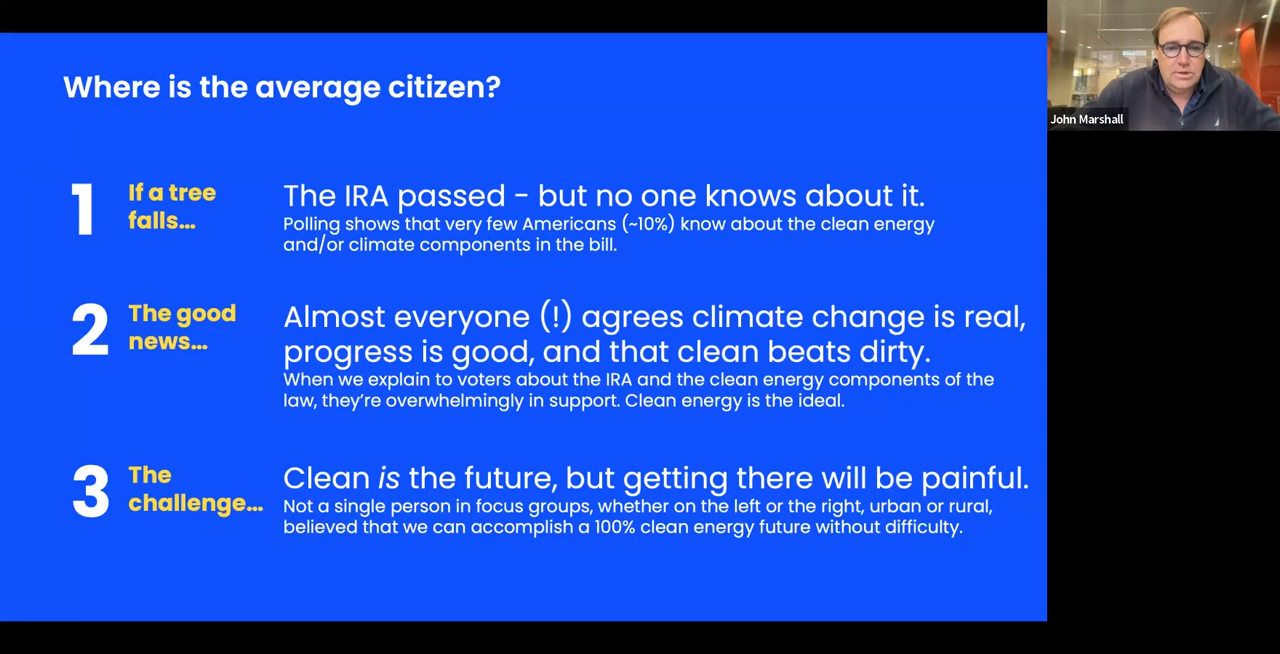 Where is the average citizen?
John Marshall
1
If a tree
falls...
The IRA passed - but no one knows about it.
Polling shows that very few Americans (~10%) know about the clean energy
and/or climate components in the bill.
2
The good
news...
Almost everyone (!) agrees climate change is real,
progress is good, and that clean beats dirty.
When we explain to voters about the IRA and the clean energy components of the
law, they're overwhelmingly in support. Clean energy is the ideal.
3
The
challenge...
Clean is the future, but getting there will be painful.
Not a single person in focus groups, whether on the left or the right, urban or rural,
believed that we can accomplish a 100% clean energy future without difficulty.